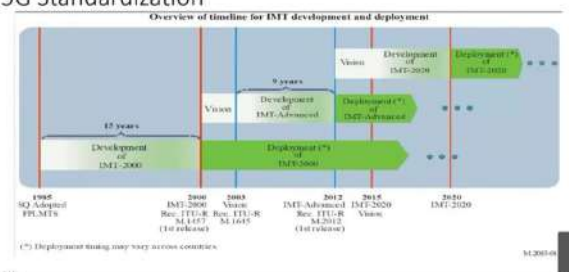 5G Standardization
Overview of timeline for IMT development and deployment
Vision
Development
of
IMT-2020
Deployment (*)
of
IMT-2020
9 years
Vision
Development
of
IMT-Advanced
Deployment (*)
of
IMT-Advanced
15 years
Development
of
IMT-2000
Deployment (*)
of
IMT-2000
1985
SQ Adopted
FPLMTS
2000
IMT-2000
Rec. ITU-R
M.1457
(1st release)
2003
Vision
Rec. ITU-R
M.1645
2012
IMT-Advanced
Rec. ITU-R
M.2012
(1st release)
2015
IMT-2020
Vision
2020
IMT-2020
(*) Deployment timing may vary across countries.
M.2083-01